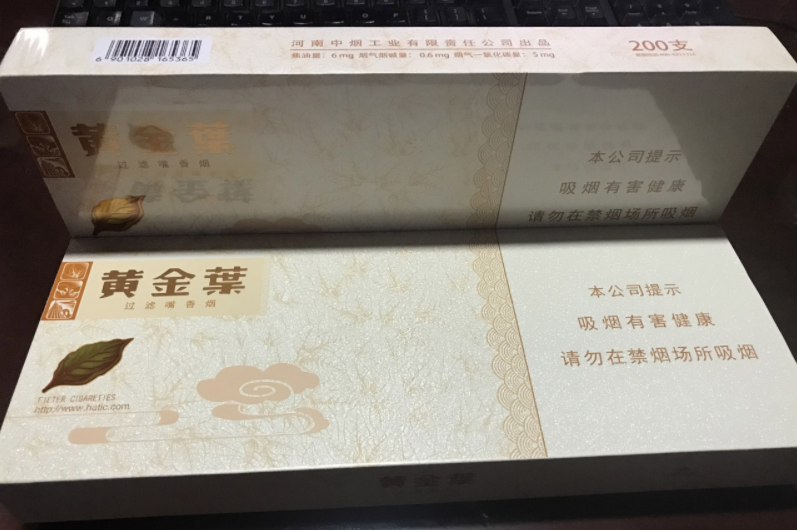 河南中烟工业有限责任公司出品
200支
6 901028 165365
焦油量：6mg 烟气烟碱量：0.6mg 烟气一氧化碳量：5mg
黄金葉
过滤嘴香烟
本公司提示
吸烟有害健康
请勿在禁烟场所吸烟
黄金葉
过滤嘴香烟
本公司提示
吸烟有害健康
请勿在禁烟场所吸烟
FILTER CIGARETTES
http://www.hatic.com
黄金葉